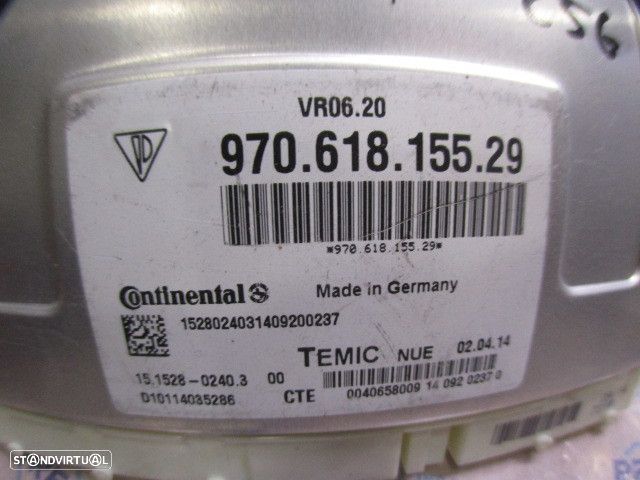 C56
VR06.20
970.618.155.29
*970.618.155.29*
Continental
Made in Germany
1528024031409200237
TEMIC NUE 02.04.14
15.1528-0240.3 00
D10114035286 CTE 0040658009 14 092 0237 0
STANDVIRTUAL